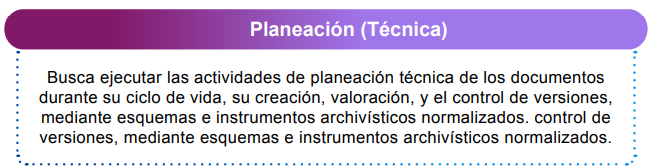 Planeación (Técnica)
Busca ejecutar las actividades de planeación técnica de los documentos
durante su ciclo de vida, su creación, valoración, y el control de versiones,
mediante esquemas e instrumentos archivísticos normalizados. control de
versiones, mediante esquemas e instrumentos archivísticos normalizados.